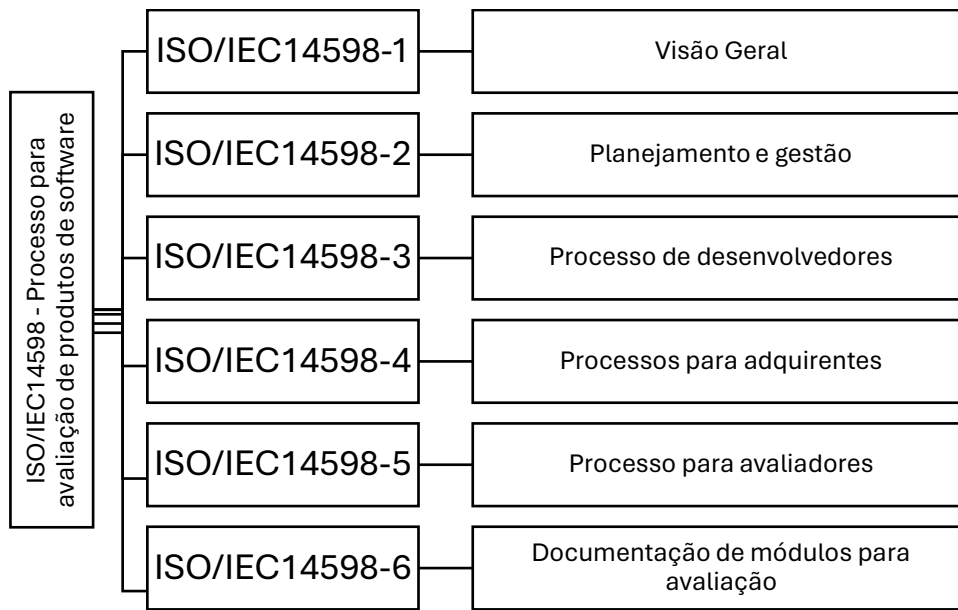 ISO/IEC14598 - Processo para
avaliação de produtos de software
ISO/IEC14598-1
Visão Geral
ISO/IEC14598-2
Planejamento e gestão
ISO/IEC14598-3
Processo de desenvolvedores
ISO/IEC14598-4
Processos para adquirentes
ISO/IEC14598-5
Processo para avaliadores
ISO/IEC14598-6
Documentação de módulos para
avaliação